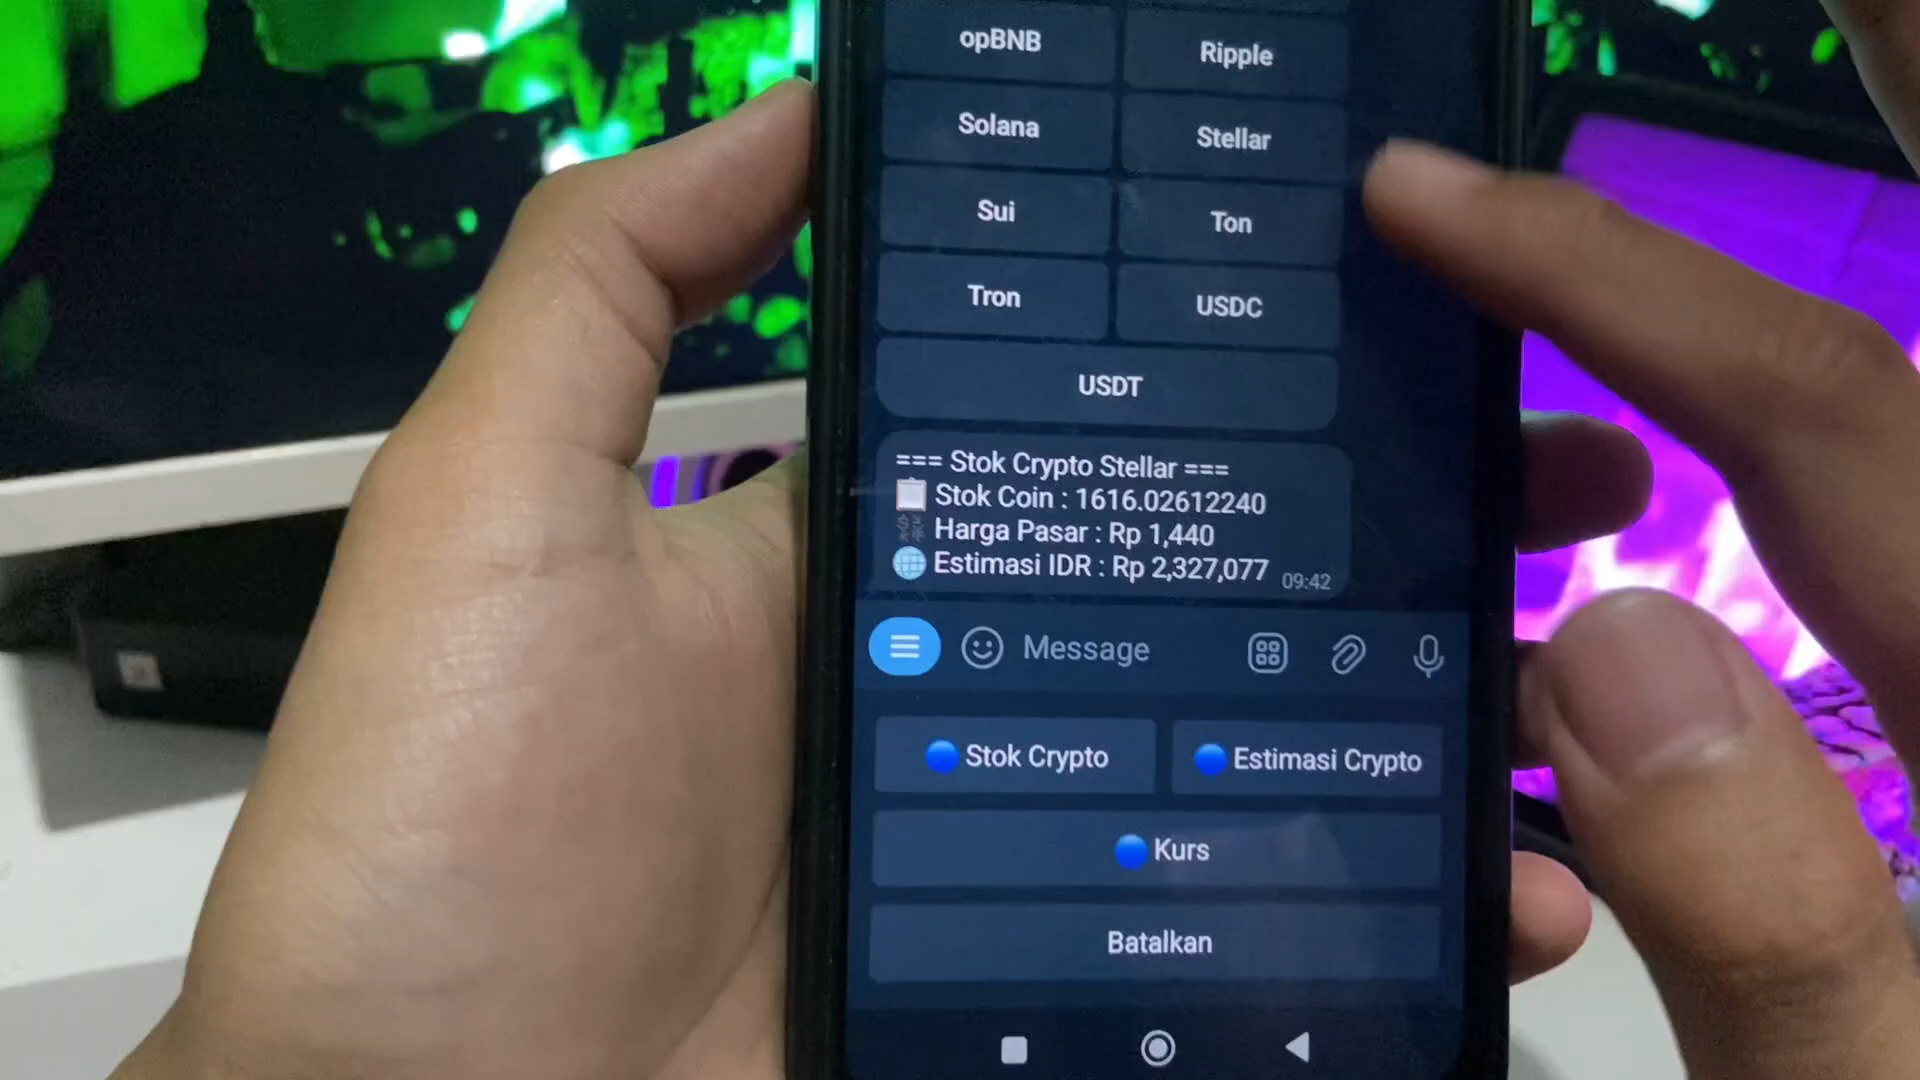 opBNB
Ripple
Solana
Stellar
Sui
Ton
Tron
USDC
USDT
=== Stok Crypto Stellar ===
Stok Coin : 1616.02612240
Harga Pasar : Rp 1,440
Estimasi IDR : Rp 2,327,077
09:42
Message
Stok Crypto
Estimasi Crypto
Kurs
Batalkan